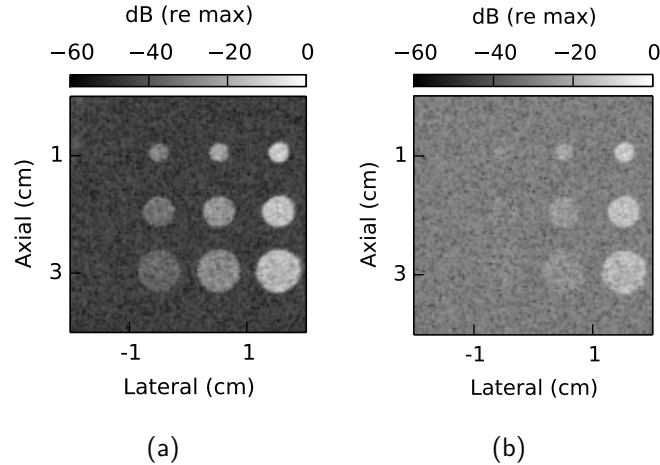 dB (re max)
−60 −40 −20 0
1
3
Axial (cm)
-1 1
Lateral (cm)
(a)
dB (re max)
−60 −40 −20 0
1
3
Axial (cm)
-1 1
Lateral (cm)
(b)